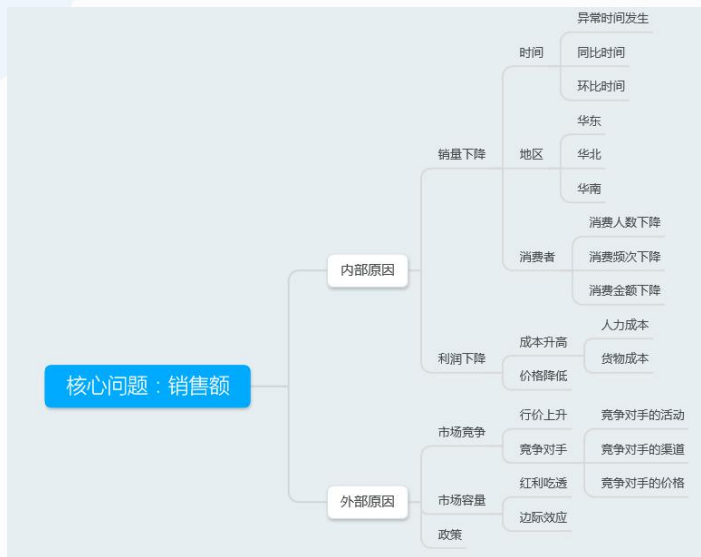 核心问题：销售额
内部原因
销量下降
时间
异常时间发生
同比时间
环比时间
地区
华东
华北
华南
消费者
消费人数下降
消费频次下降
消费金额下降
利润下降
成本升高
人力成本
货物成本
价格降低
外部原因
市场竞争
行价上升
竞争对手
竞争对手的活动
竞争对手的渠道
竞争对手的价格
市场容量
红利吃透
边际效应
政策